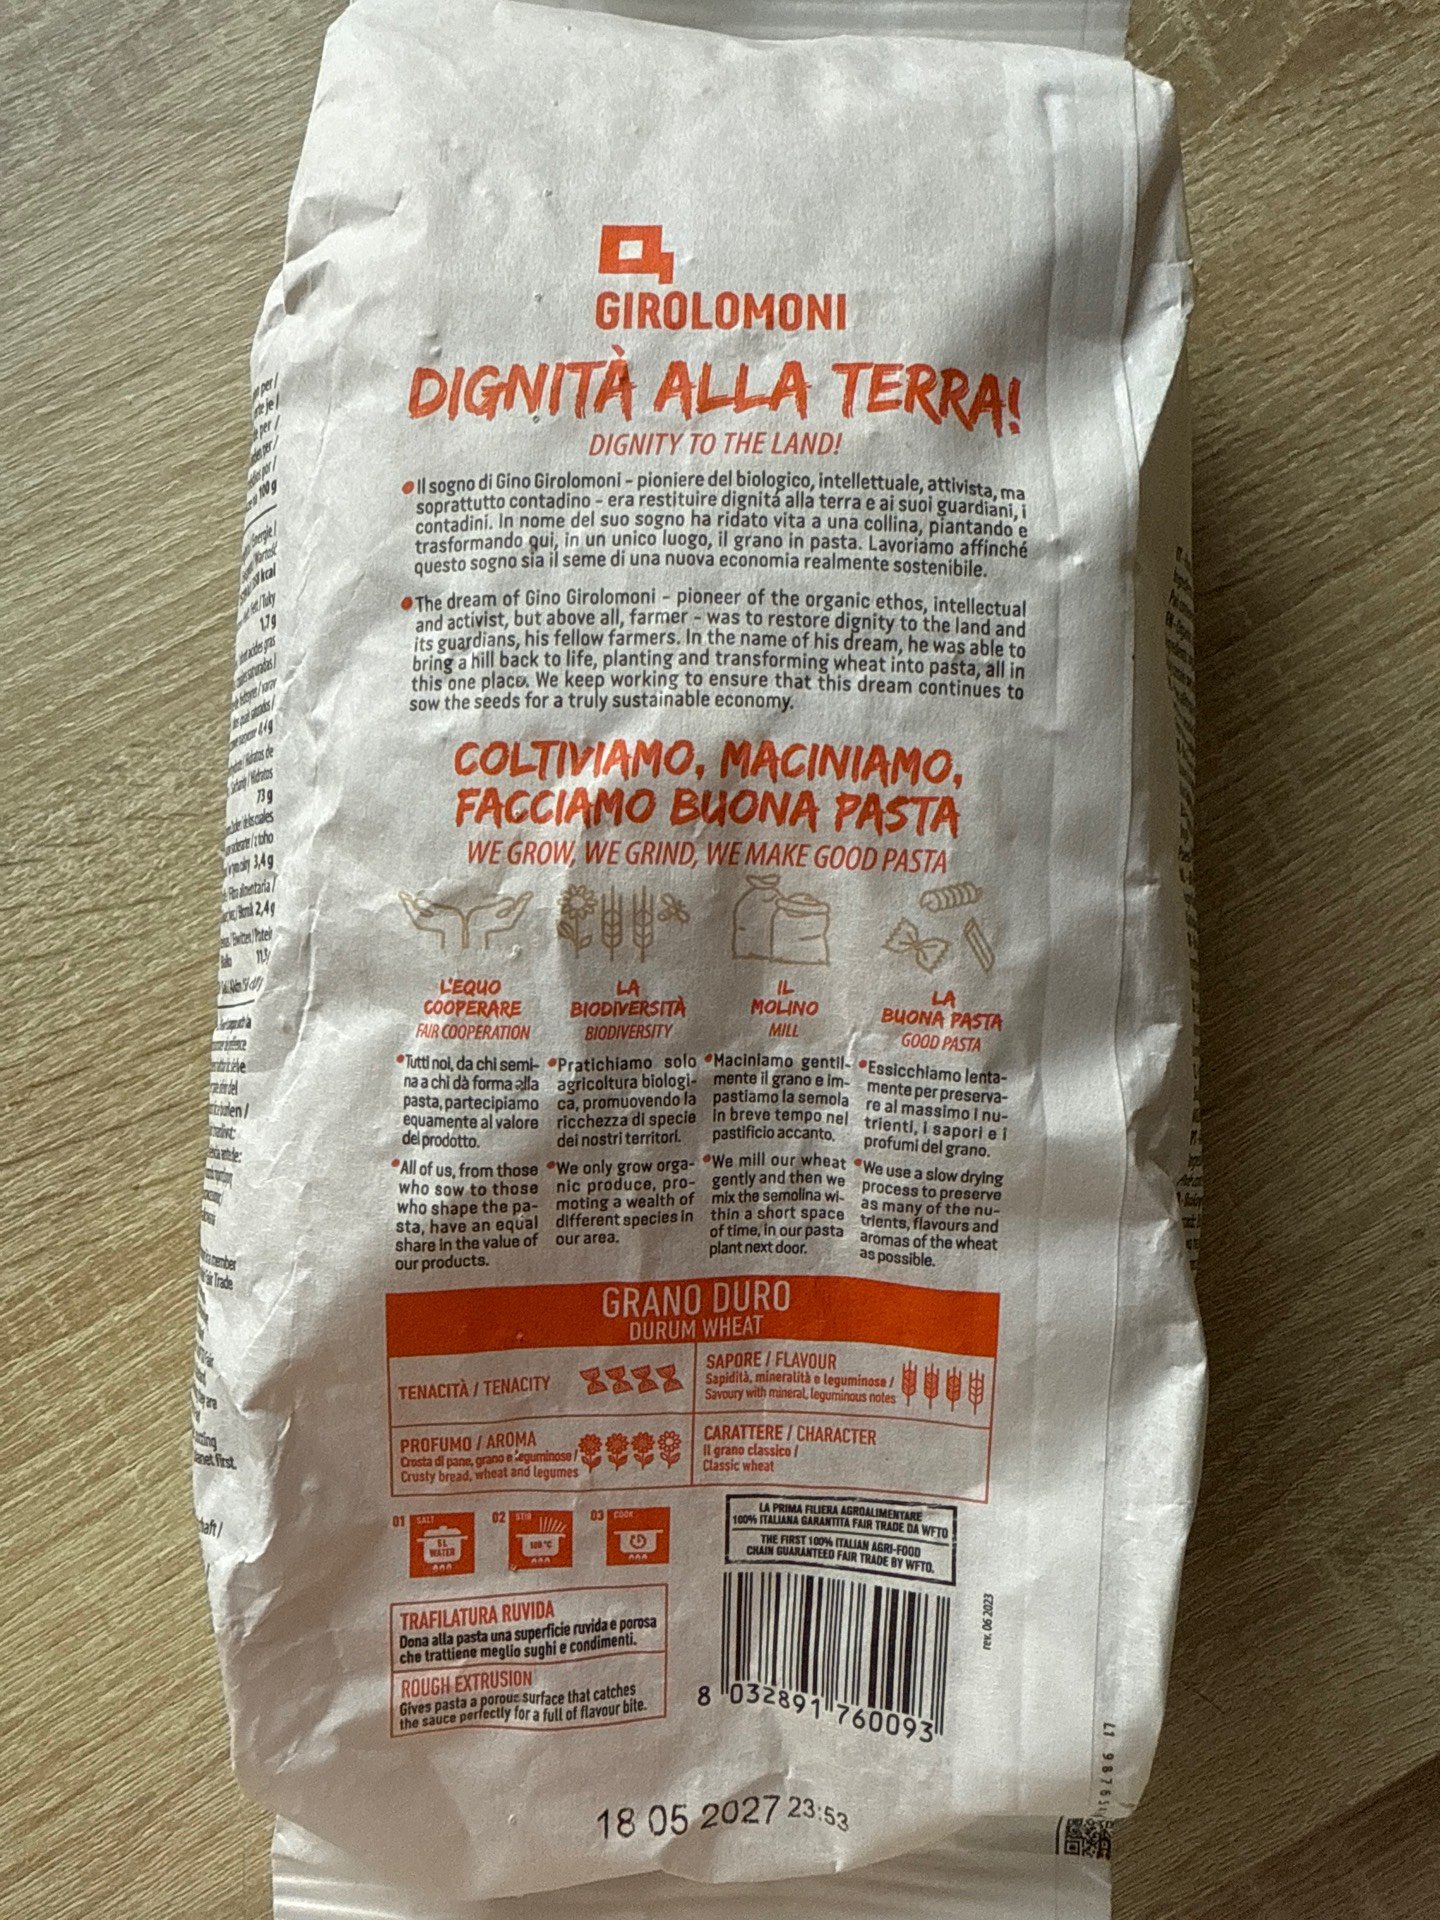 GIROLOMONI
DIGNITÀ ALLA TERRA!
DIGNITY TO THE LAND!
Il sogno di Gino Girolomoni - pioniere del biologico, intellettuale, attivista, ma
soprattutto contadino - era restituire dignità alla terra e ai suoi guardiani, i
contadini. In nome del suo sogno ha ridato vita a una collina, piantando e
trasformando qui, in un unico luogo, il grano in pasta. Lavoriamo affinché
questo sogno sia il seme di una nuova economia realmente sostenibile.
The dream of Gino Girolomoni - pioneer of the organic ethos, intellectual
and activist, but above all, farmer - was to restore dignity to the land and
its guardians, his fellow farmers. In the name of his dream, he was able to
bring a hill back to life, planting and transforming wheat into pasta, all in
this one place. We keep working to ensure that this dream continues to
sow the seeds for a truly sustainable economy.
COLTIVIAMO, MACINIAMO,
FACCIAMO BUONA PASTA
WE GROW, WE GRIND, WE MAKE GOOD PASTA
L'EQUO
COOPERARE
FAIR COOPERATION
Tutti noi, da chi semi-
na a chi dà forma alla
pasta, partecipiamo
equamente al valore
del prodotto.
All of us, from those
who sow to those
who shape the pa-
sta, have an equal
share in the value of
our products.
LA
BIODIVERSITÀ
BIODIVERSITY
Pratichiamo solo
agricoltura biologi-
ca, promuovendo la
ricchezza di specie
dei nostri territori.
We only grow orga-
nic produce, pro-
moting a wealth of
different species in
our area.
IL
MOLINO
MILL
Maciniamo gentil-
mente il grano e im-
pastiamo la semola
in breve tempo nel
pastificio accanto.
We mill our wheat
gently and then we
mix the semolina wi-
thin a short space
of time, in our pasta
plant next door.
LA
BUONA PASTA
GOOD PASTA
Essicchiamo lenta-
mente per preserva-
re al massimo i nu-
trienti, i sapori e i
profumi del grano.
We use a slow drying
process to preserve
as many of the nu-
trients, flavours and
aromas of the wheat
as possible.
GRANO DURO
DURUM WHEAT
TENACITÀ / TENACITY
SAPORE / FLAVOUR
Sapidità, mineralità e leguminose /
Savoury with mineral, leguminous notes
PROFUMO / AROMA
Crosta di pane, grano e leguminose /
Crusty bread, wheat and legumes
CARATTERE / CHARACTER
Il grano classico /
Classic wheat
01 SALT
5L
WATER
02 STIR
100 °C
03 COOK
LA PRIMA FILIERA AGROALIMENTARE
100% ITALIANA GARANTITA FAIR TRADE DA WFTO
THE FIRST 100% ITALIAN AGRI-FOOD
CHAIN GUARANTEED FAIR TRADE BY WFTO.
TRAFILATURA RUVIDA
Dona alla pasta una superficie ruvida e porosa
che trattiene meglio sughi e condimenti.
ROUGH EXTRUSION
Gives pasta a porous surface that catches
the sauce perfectly for a full of flavour bite.
8 032891 760093
rev. 06 2023
18 05 2027 23:53